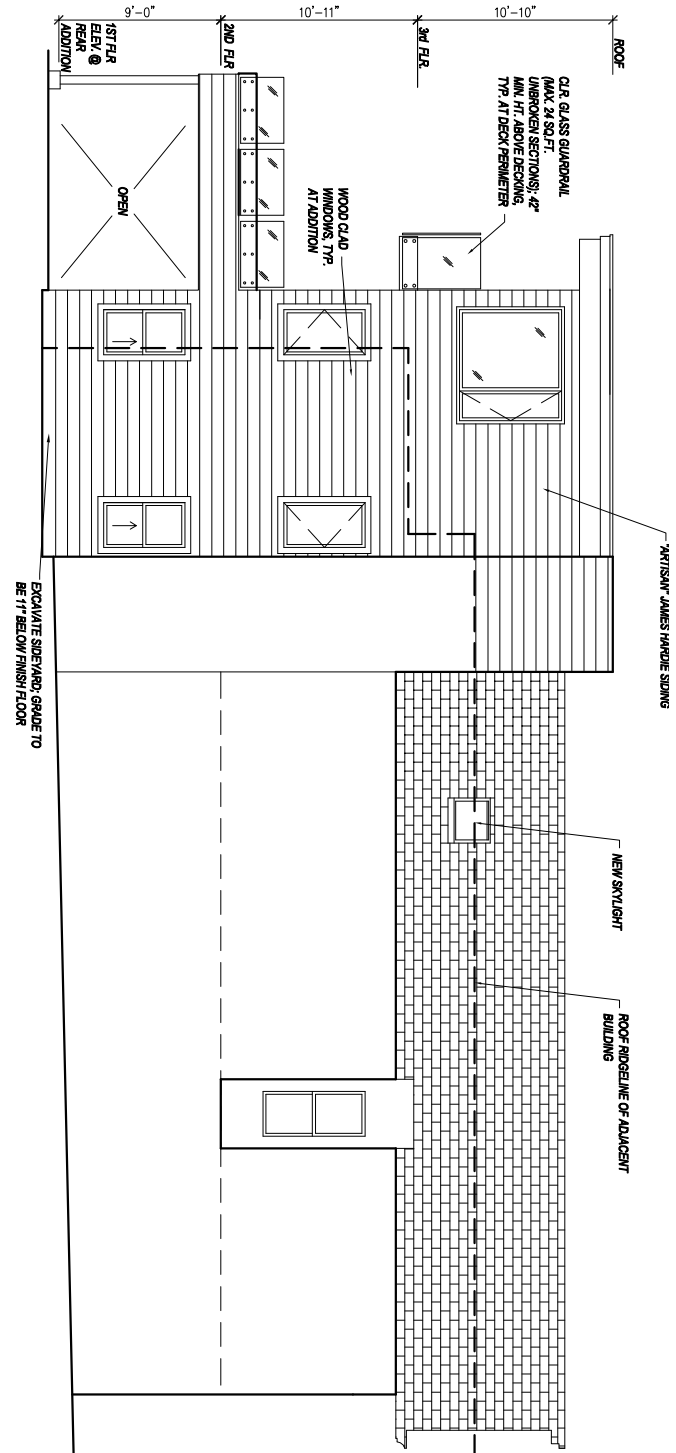 ROOF
10'-10"
3rd FLR.
10'-11"
2ND FLR
9'-0"
1ST FLR
ELEV. @
REAR
ADDITION
CLR. GLASS GUARDRAIL
(MAX. 24 SQ.FT.
UNBROKEN SECTIONS); 42"
MIN. HT. ABOVE DECKING,
TYP. AT DECK PERIMETER
WOOD CLAD
WINDOWS, TYP.
AT ADDITION
OPEN
"ARTISAN" JAMES HARDIE SIDING
EXCAVATE SIDEYARD; GRADE TO
BE 11" BELOW FINISH FLOOR
NEW SKYLIGHT
ROOF RIDGELINE OF ADJACENT
BUILDING